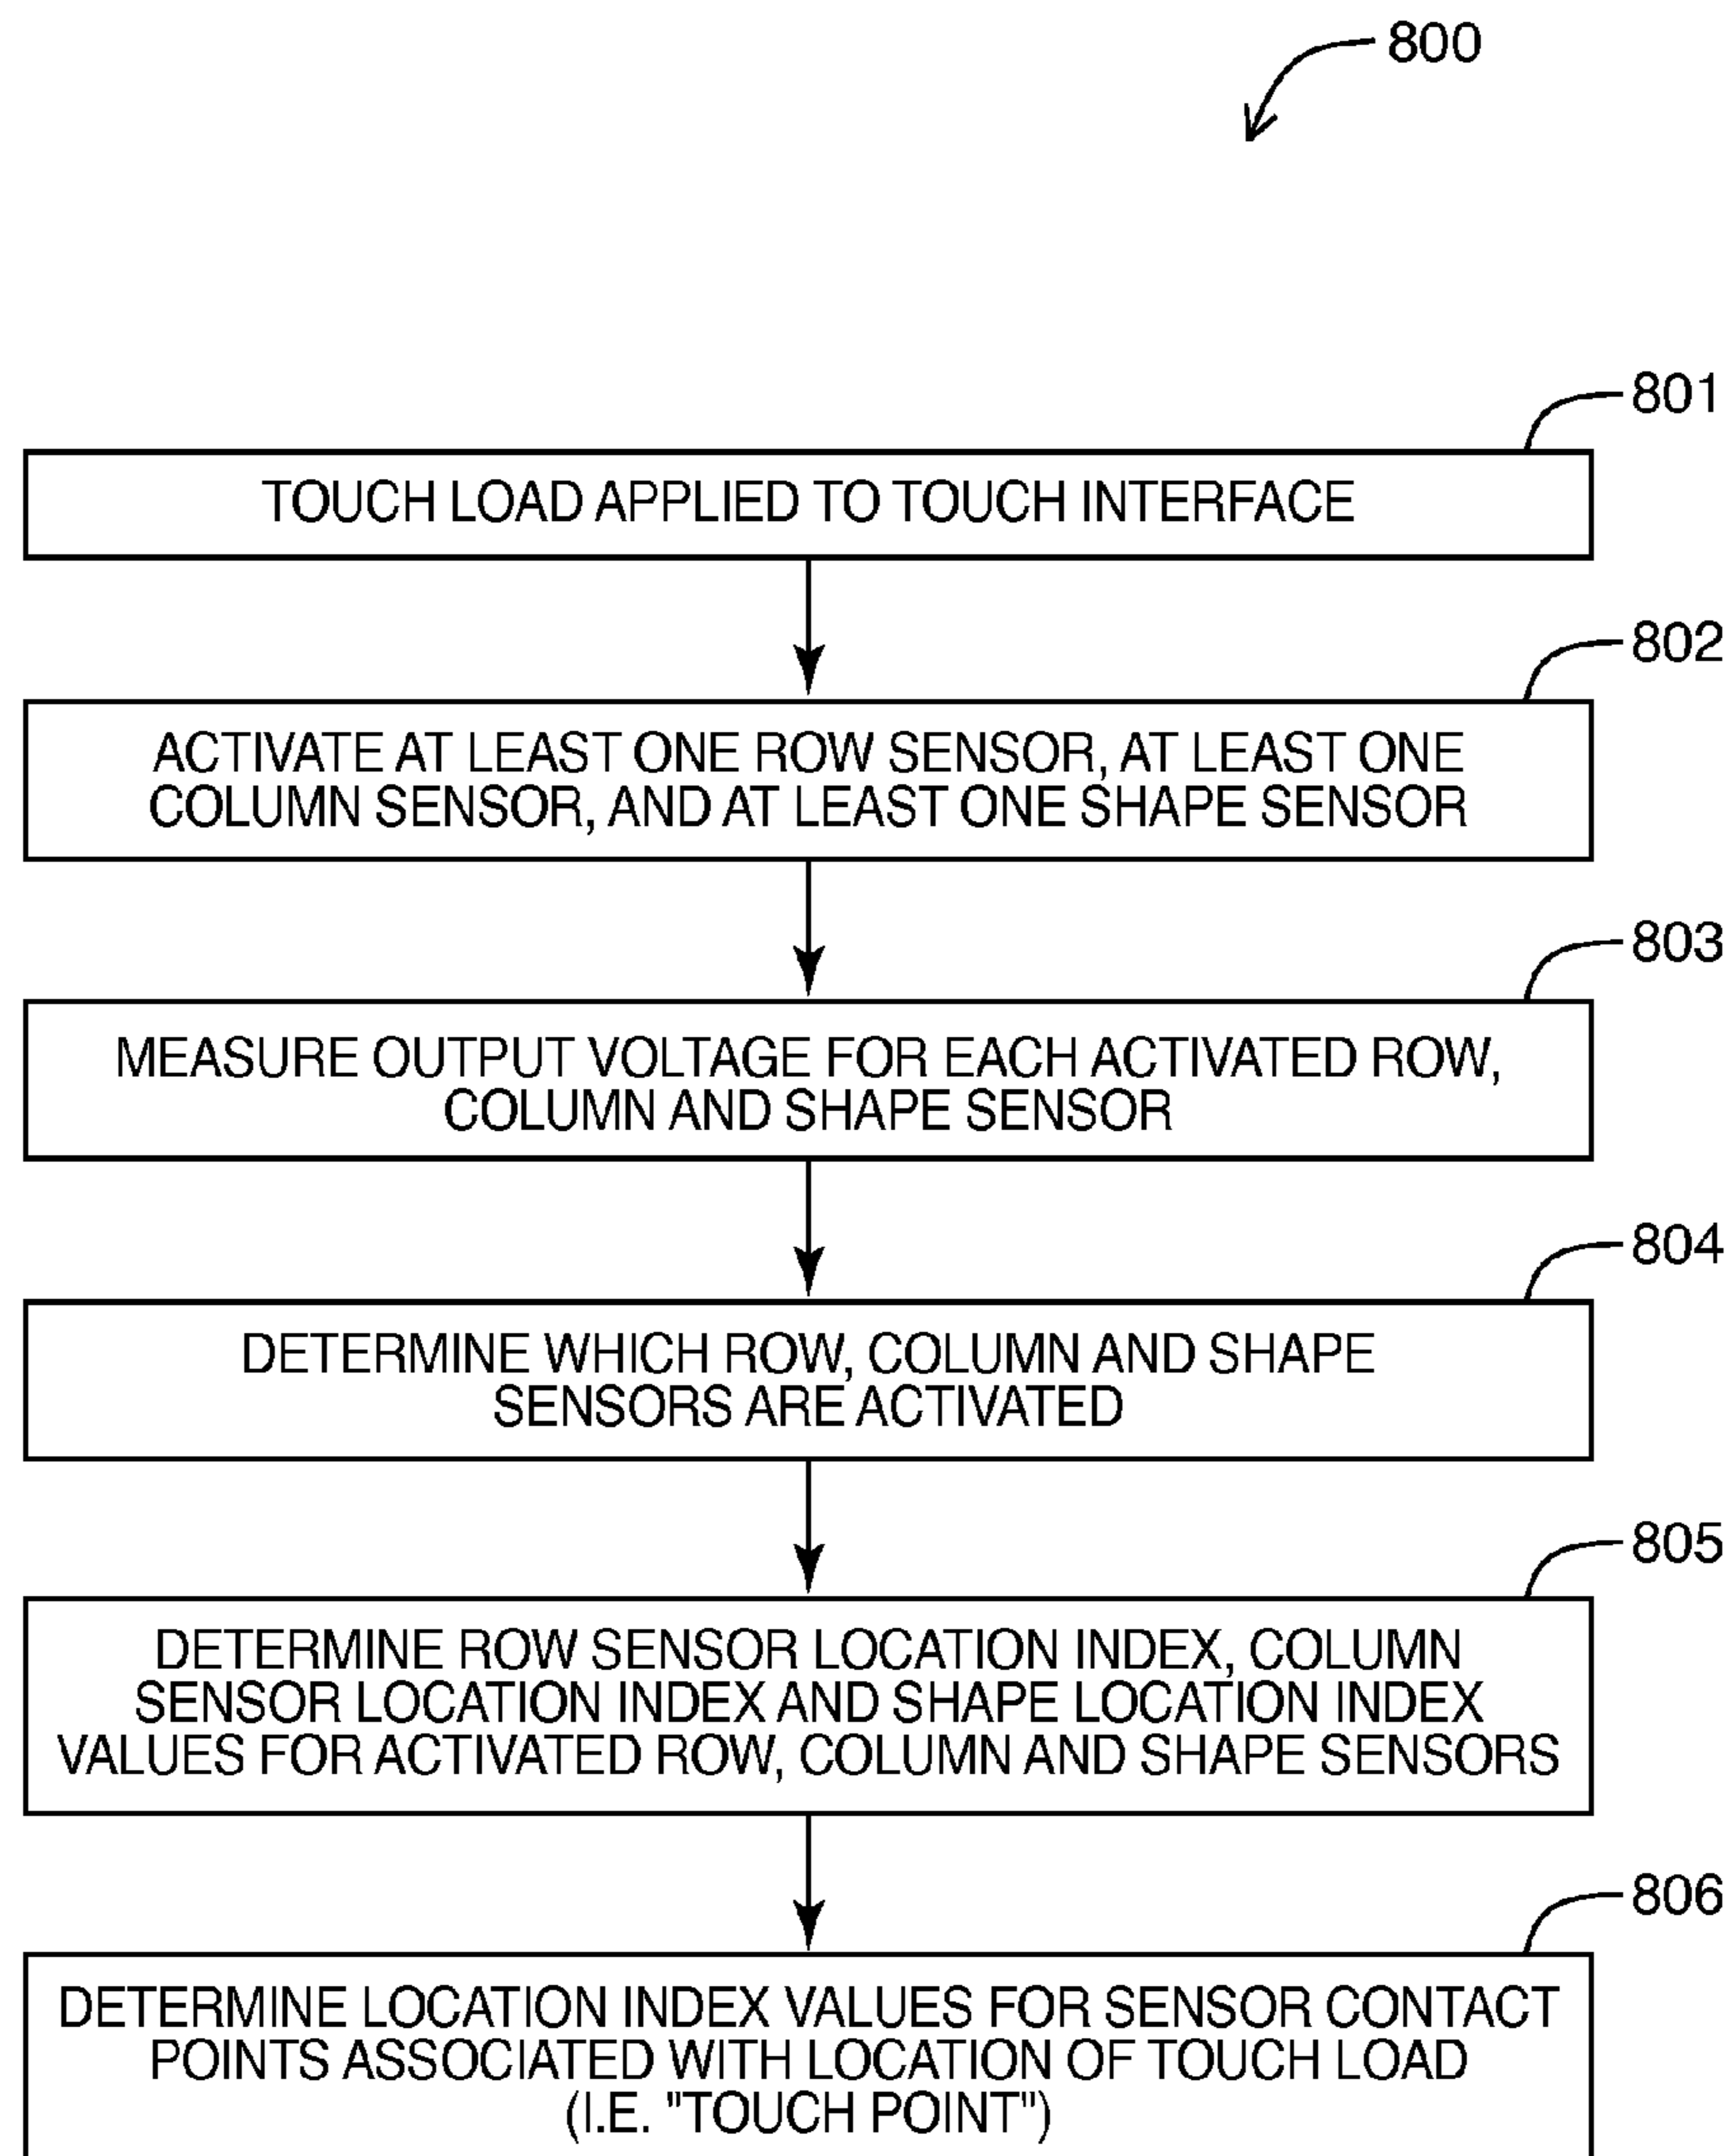 800
801
TOUCH LOAD APPLIED TO TOUCH INTERFACE
802
ACTIVATE AT LEAST ONE ROW SENSOR, AT LEAST ONE
COLUMN SENSOR, AND AT LEAST ONE SHAPE SENSOR
803
MEASURE OUTPUT VOLTAGE FOR EACH ACTIVATED ROW,
COLUMN AND SHAPE SENSOR
804
DETERMINE WHICH ROW, COLUMN AND SHAPE
SENSORS ARE ACTIVATED
805
DETERMINE ROW SENSOR LOCATION INDEX, COLUMN
SENSOR LOCATION INDEX AND SHAPE LOCATION INDEX
VALUES FOR ACTIVATED ROW, COLUMN AND SHAPE SENSORS
806
DETERMINE LOCATION INDEX VALUES FOR SENSOR CONTACT
POINTS ASSOCIATED WITH LOCATION OF TOUCH LOAD
(I.E. "TOUCH POINT")